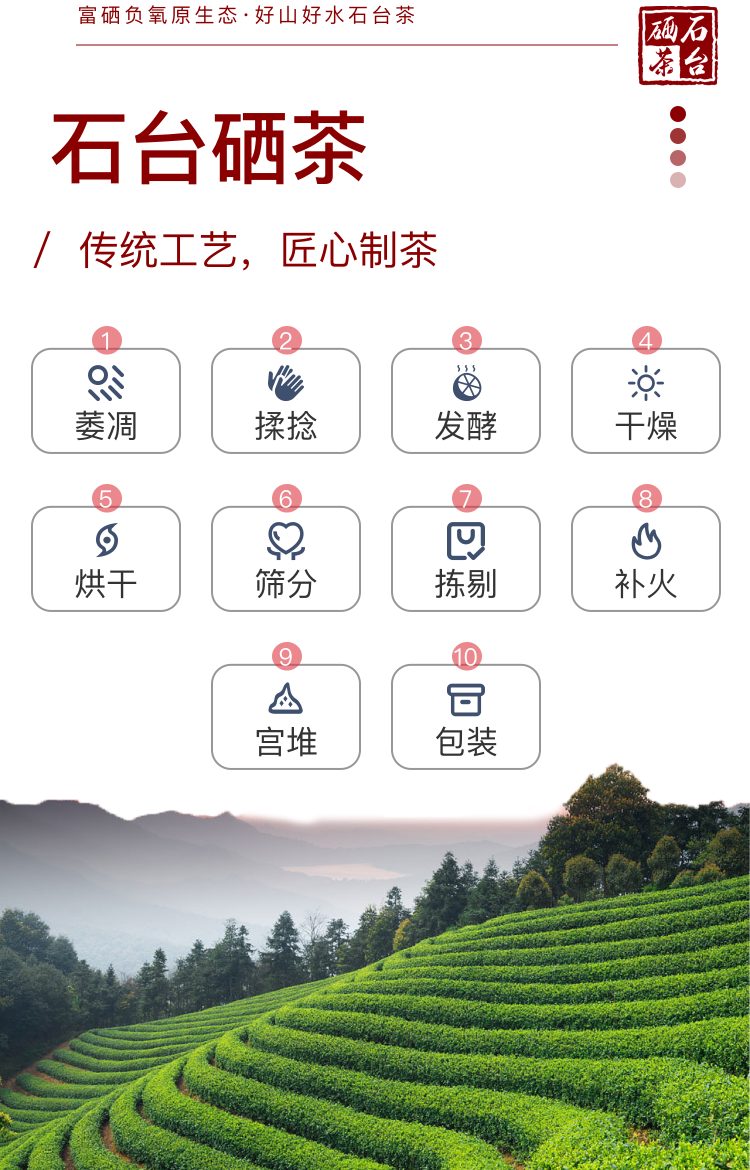 富硒负氧原生态·好山好水石台茶
石台
硒茶
石台硒茶
/ 传统工艺，匠心制茶
1 2 3 4
萎凋 揉捻 发酵 干燥
5 6 7 8
烘干 筛分 拣剔 补火
9 10
宫堆 包装